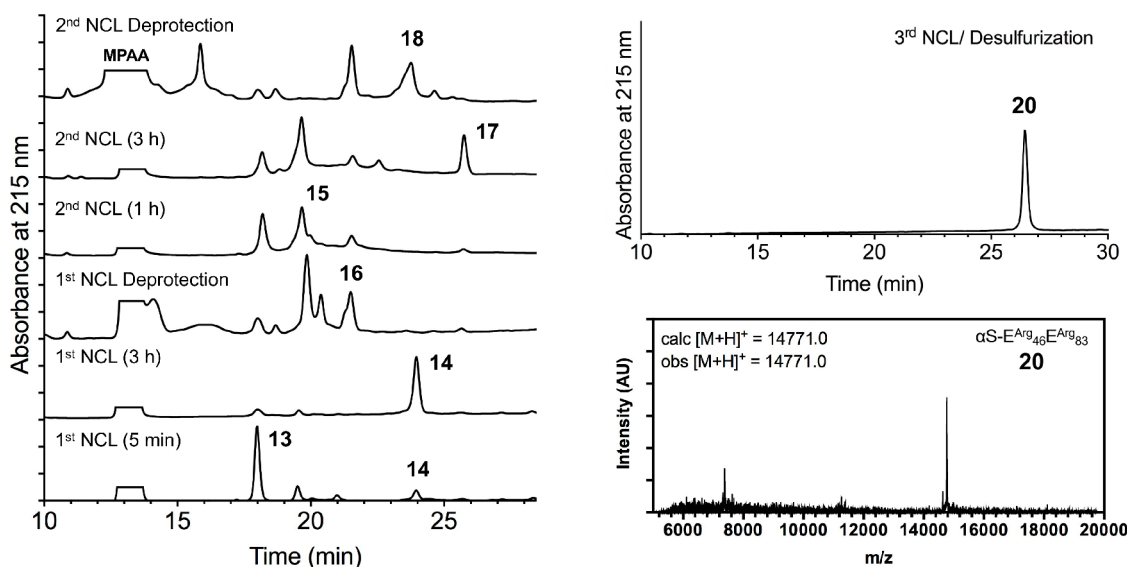 2nd NCL Deprotection
MPAA
18
2nd NCL (3 h)
17
2nd NCL (1 h)
15
1st NCL Deprotection
16
1st NCL (3 h)
14
1st NCL (5 min)
13
14
10 15 20 25
Time (min)
Absorbance at 215 nm
3rd NCL/ Desulfurization
20
Absorbance at 215 nm
10 15 20 25 30
Time (min)
calc [M+H]+ = 14771.0
obs [M+H]+ = 14771.0
αS-EArg46EArg83
20
Intensity (AU)
6000 8000 10000 12000 14000 16000 18000 20000
m/z